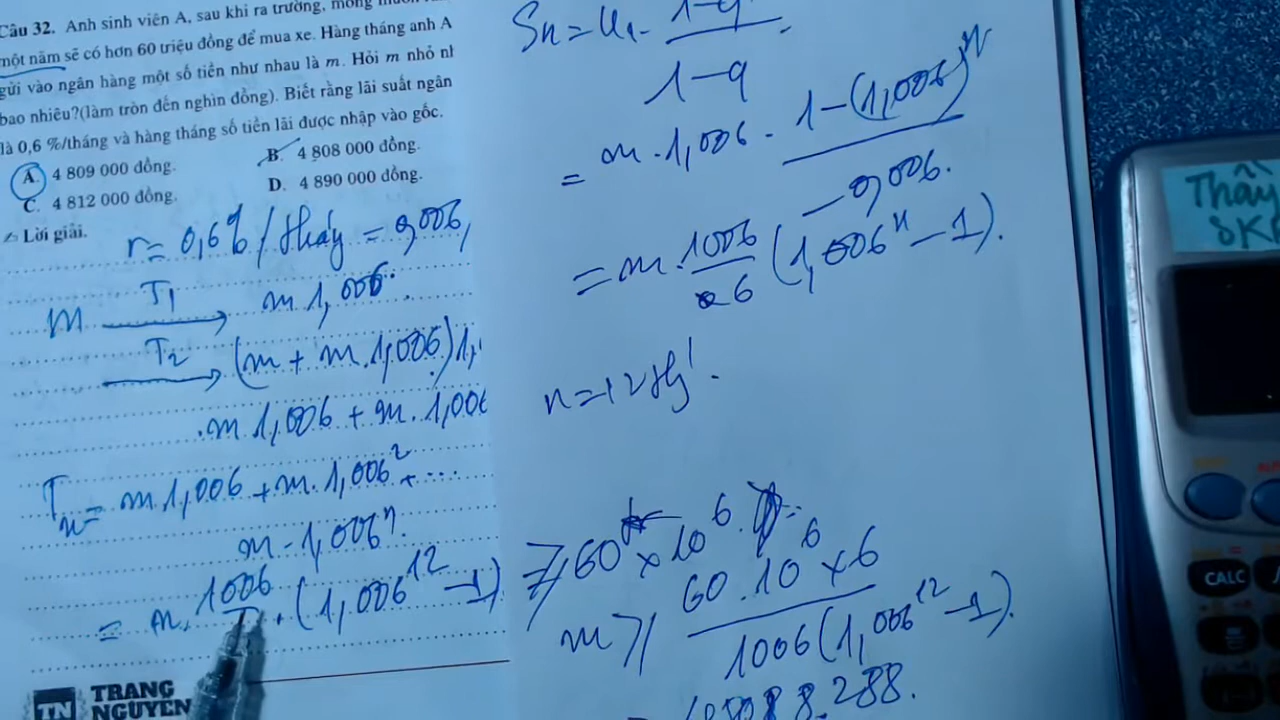 Câu 32. Anh sinh viên A, sau khi ra trường, mong muốn
một năm sẽ có hơn 60 triệu đồng để mua xe. Hàng tháng anh A
gửi vào ngân hàng một số tiền như nhau là m. Hỏi m nhỏ nh
bao nhiêu?(làm tròn đến nghìn đồng). Biết rằng lãi suất ngân
là 0,6 %/tháng và hàng tháng số tiền lãi được nhập vào gốc.
A. 4 809 000 đồng.
B. 4 808 000 đồng.
C. 4 812 000 đồng.
D. 4 890 000 đồng.
Lời giải.
r = 0,6% / tháng = 0,006
m T1 m 1,006.
T2 (m + m.1,006)1,
m 1,006 + m.1,006
Tn = m.1,006 + m.1,006² + ....
m.1,006ⁿ.
= m. 1006 . (1,006¹² − 1)
TN TRANG NGUYEN
Sn = u1. 1 − q
1 − q
= m.1,006 . 1 − (1,006)ⁿ
− 0,006.
= m. 1006/6 (1,006ⁿ − 1).
n = 12 thg'.
⩾ 60 × 10⁶.
m ⩾ 60.10⁶ × 6
1006(1,006¹² − 1).
8.288.
Thầy
CALC